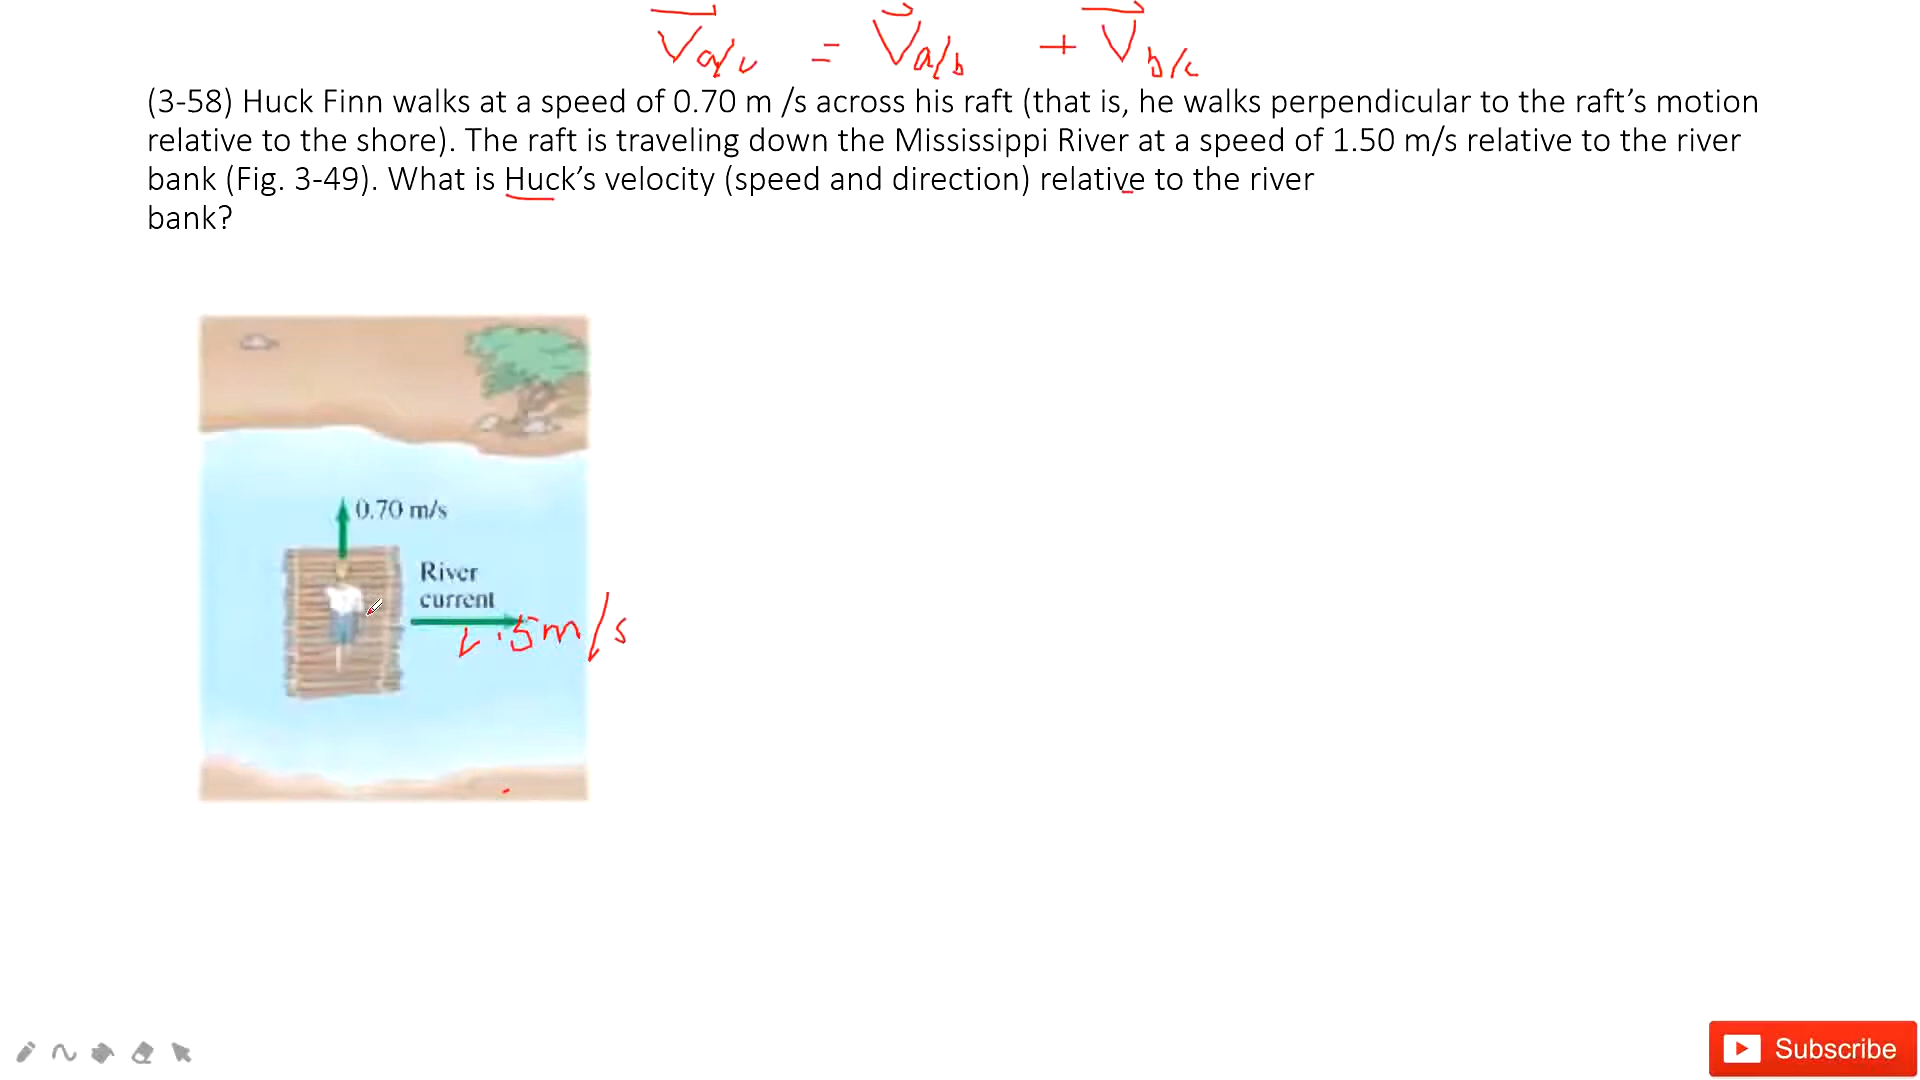 V a/c = V a/b + V b/c
(3-58) Huck Finn walks at a speed of 0.70 m /s across his raft (that is, he walks perpendicular to the raft’s motion
relative to the shore). The raft is traveling down the Mississippi River at a speed of 1.50 m/s relative to the river
bank (Fig. 3-49). What is Huck’s velocity (speed and direction) relative to the river
bank?
0.70 m/s
River
current
1.5m/s
Subscribe